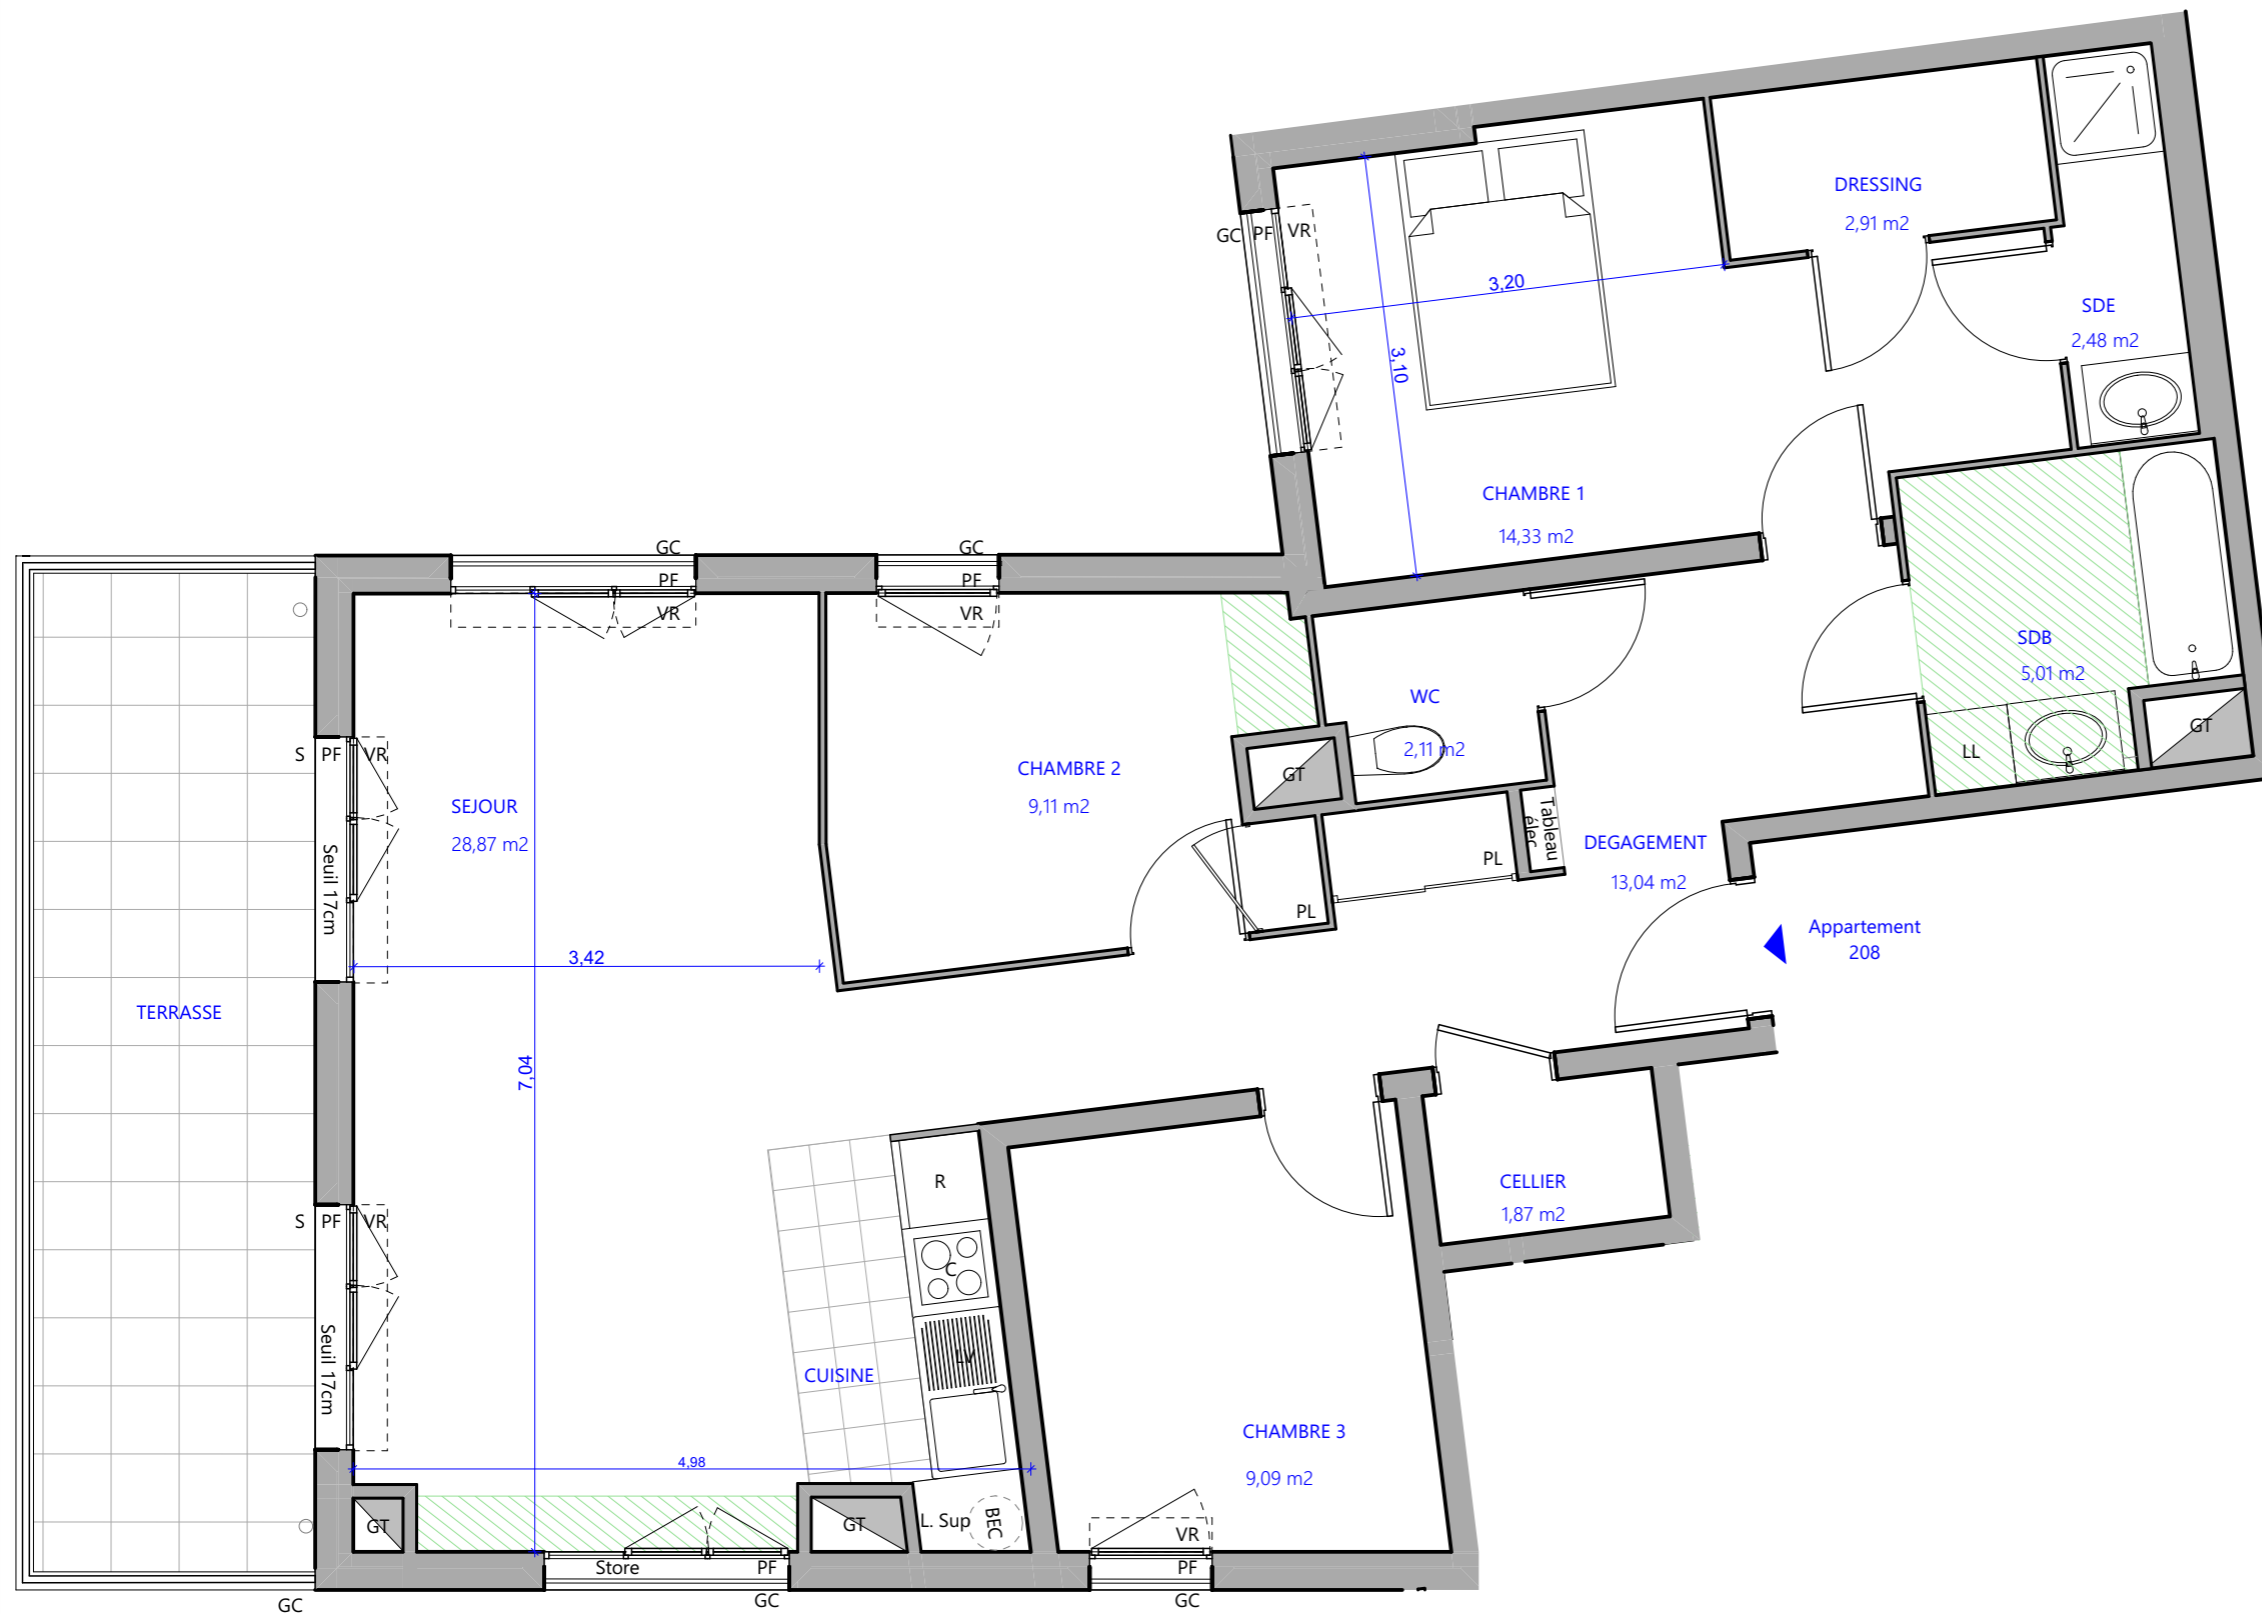 DRESSING
2,91 m2
GC PF VR
3,20
SDE
2,48 m2
3,10
CHAMBRE 1
14,33 m2
GC
PF
VR
GC
PF
VR
SDB
5,01 m2
WC
2,11 m2
GT
LL
GT
S PF VR
Seuil 17cm
SEJOUR
28,87 m2
CHAMBRE 2
9,11 m2
Tableau
élec
PL
PL
DEGAGEMENT
13,04 m2
Appartement
208
3,42
TERRASSE
7,04
S PF VR
Seuil 17cm
R
C
LV
CUISINE
CELLIER
1,87 m2
CHAMBRE 3
9,09 m2
4,98
GT
GT
L. Sup
BEC
Store
PF
GC
VR
PF
GC
GC